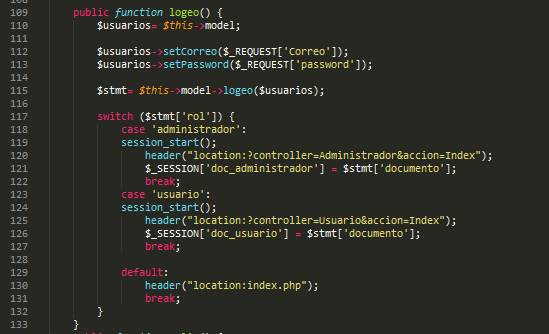 109 public function logeo() {
110 $usuarios= $this->model;
111
112 $usuarios->setCorreo($_REQUEST['Correo']);
113 $usuarios->setPassword($_REQUEST['password']);
114
115 $stmt= $this->model->logeo($usuarios);
116
117 switch ($stmt['rol']) {
118 case 'administrador':
119 session_start();
120 header("location:?controller=Administrador&accion=Index");
121 $_SESSION['doc_administrador'] = $stmt['documento'];
122 break;
123 case 'usuario':
124 session_start();
125 header("location:?controller=Usuario&accion=Index");
126 $_SESSION['doc_usuario'] = $stmt['documento'];
127 break;
128
129 default:
130 header("location:index.php");
131 break;
132 }
133 }